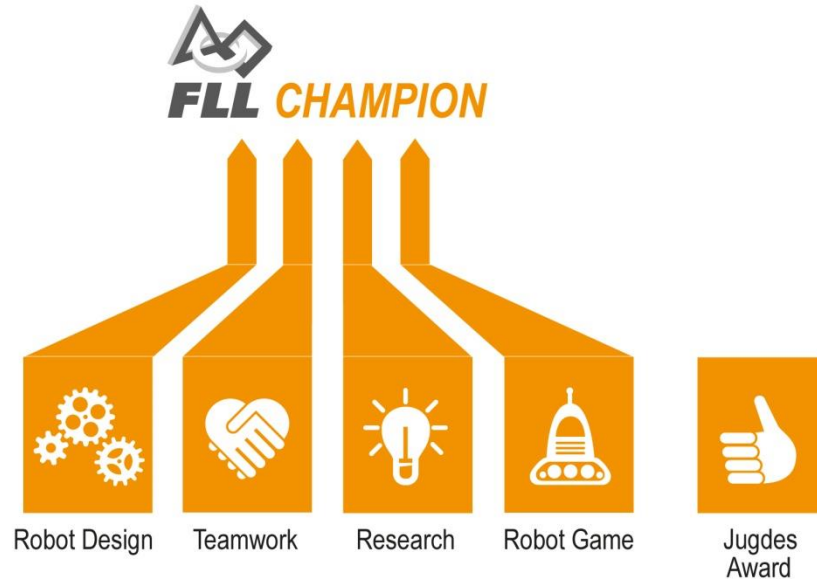 FLL CHAMPION
Robot Design
Teamwork
Research
Robot Game
Jugdes
Award